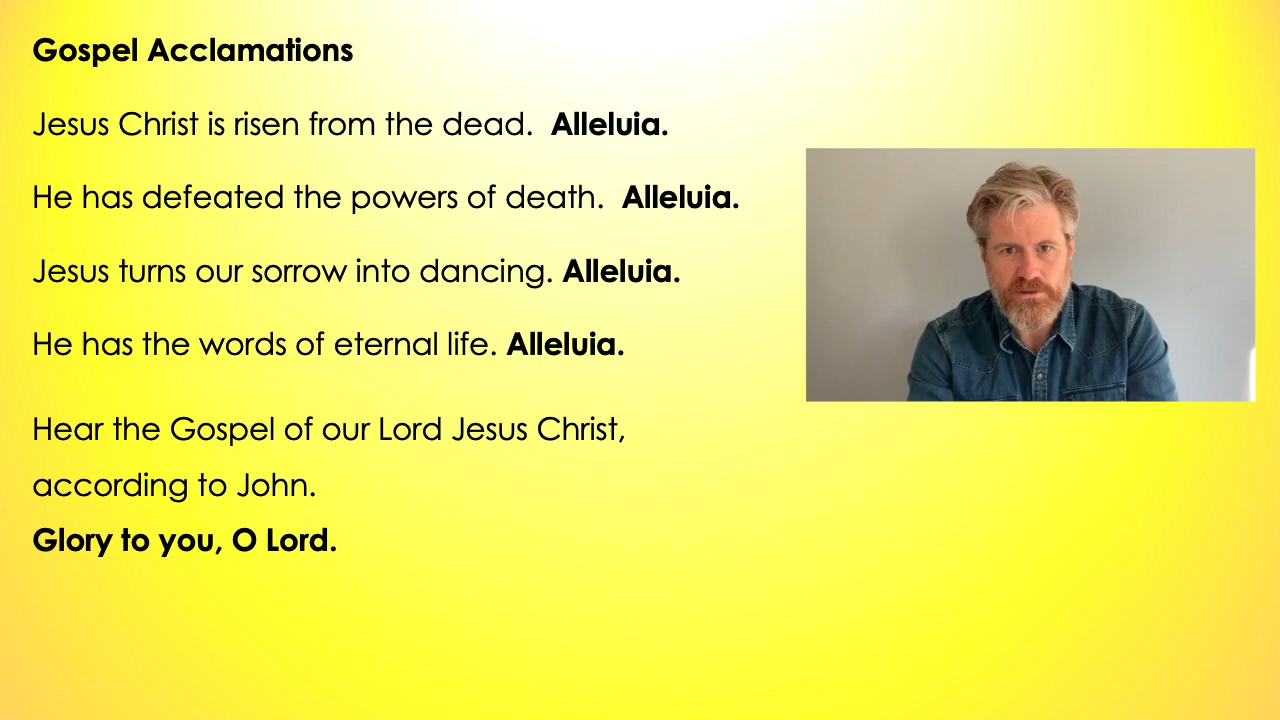 Gospel Acclamations
Jesus Christ is risen from the dead.  Alleluia.
He has defeated the powers of death.  Alleluia.
Jesus turns our sorrow into dancing. Alleluia.
He has the words of eternal life. Alleluia.
Hear the Gospel of our Lord Jesus Christ,
according to John.
Glory to you, O Lord.